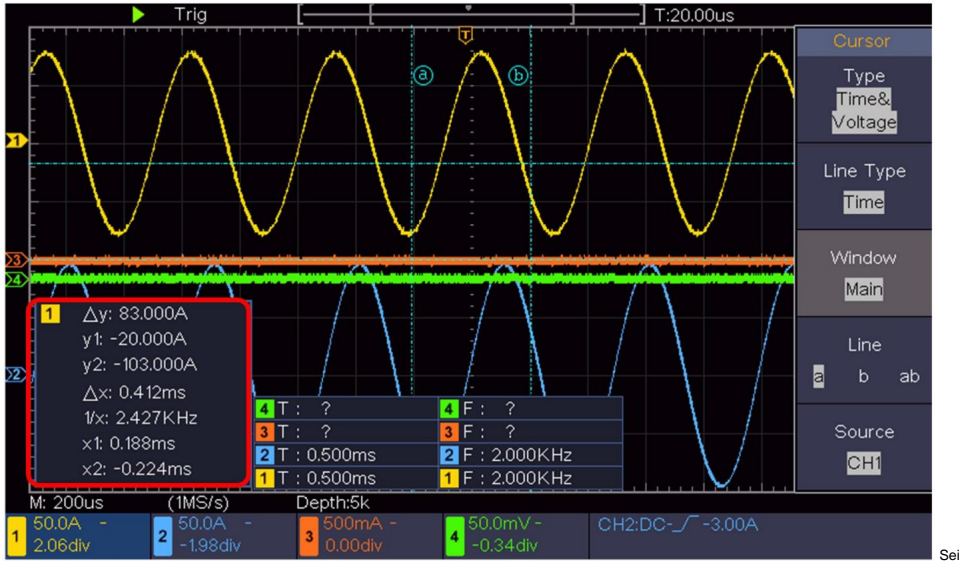 Trig
T:20.00us
T
a
b
1
3
4
2
1 △y: 83.000A
y1: -20.000A
y2: -103.000A
△x: 0.412ms
1/x: 2.427KHz
x1: 0.188ms
x2: -0.224ms
4 T : ? 4 F : ?
3 T : ? 3 F : ?
2 T : 0.500ms 2 F : 2.000KHz
1 T : 0.500ms 1 F : 2.000KHz
Cursor
Type
Time&
Voltage
Line Type
Time
Window
Main
Line
a b ab
Source
CH1
M: 200us (1MS/s) Depth:5k
1 50.0A - 2 50.0A - 3 500mA - 4 50.0mV - CH2:DC- -3.00A
2.06div -1.98div 0.00div -0.34div
Sei